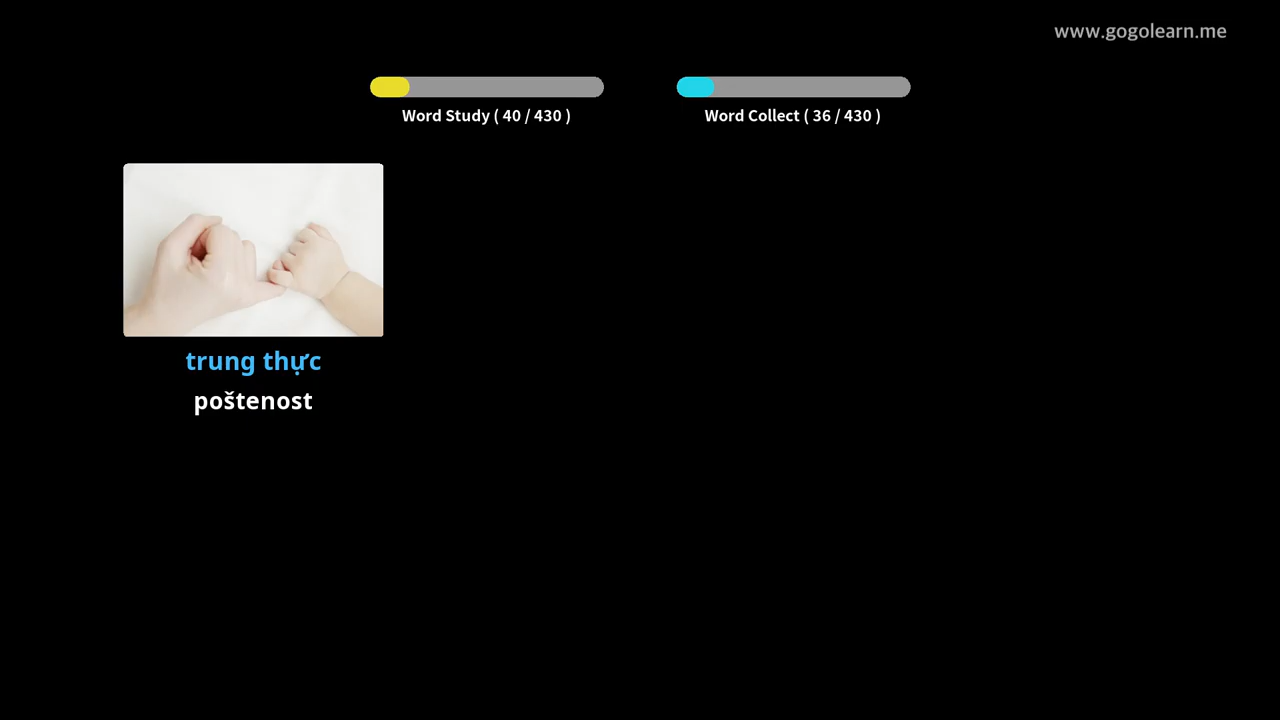 www.gogolearn.me
Word Study ( 40 / 430 )
Word Collect ( 36 / 430 )
trung thực
poštenost